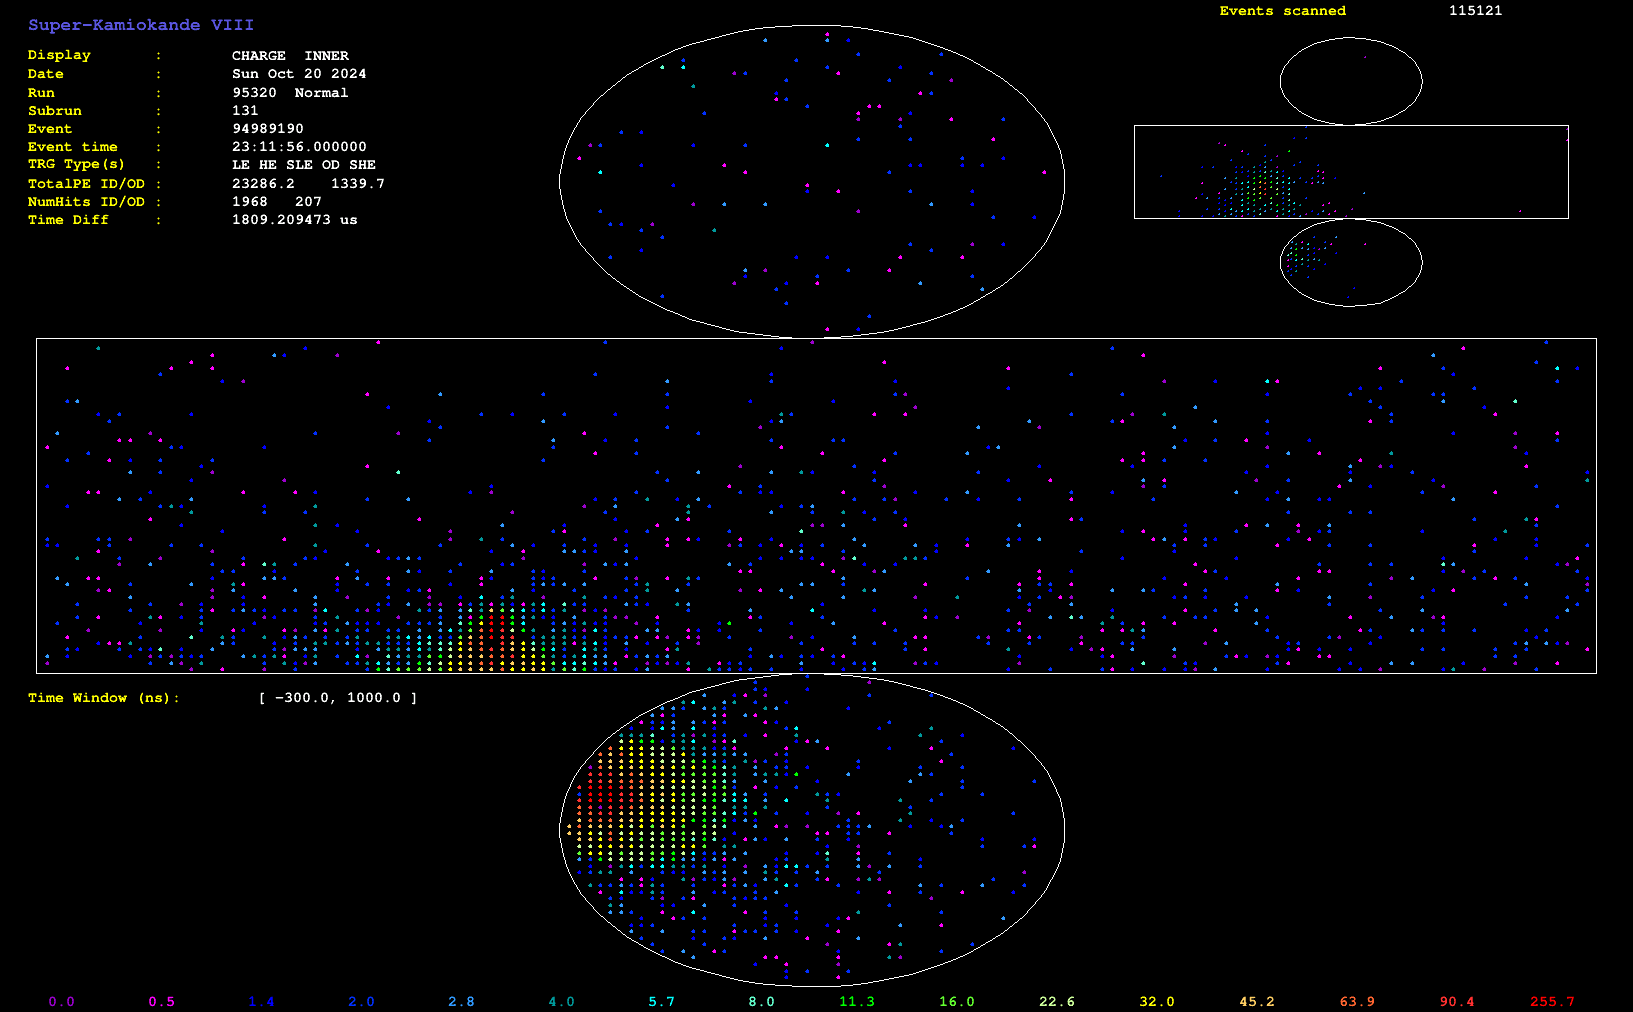 Super-Kamiokande VIII
Events scanned 115121
Display : CHARGE INNER
Date : Sun Oct 20 2024
Run : 95320 Normal
Subrun : 131
Event : 94989190
Event time : 23:11:56.000000
TRG Type(s) : LE HE SLE OD SHE
TotalPE ID/OD : 23286.2 1339.7
NumHits ID/OD : 1968 207
Time Diff : 1809.209473 us
Time Window (ns): [ −300.0, 1000.0 ]
0.0 0.5 1.4 2.0 2.8 4.0 5.7 8.0 11.3 16.0 22.6 32.0 45.2 63.9 90.4 255.7